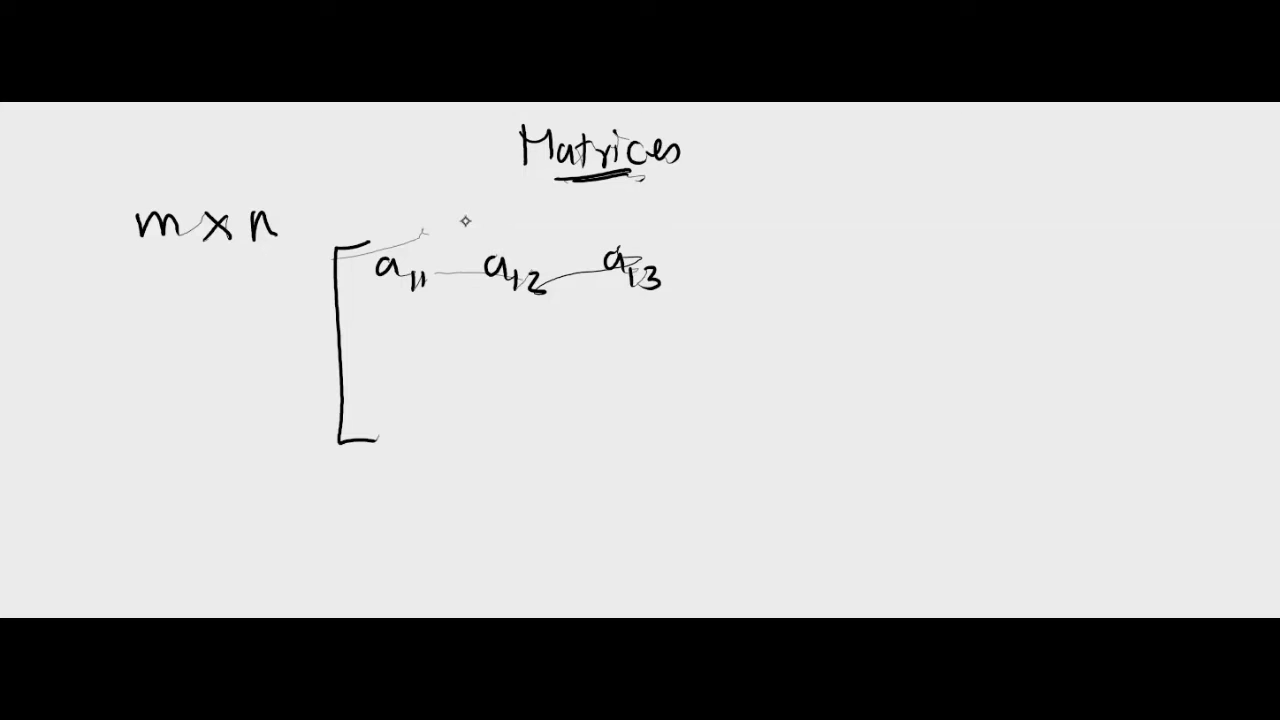 Matrices
m × n
[ a₁₁ a₁₂ a₁₃